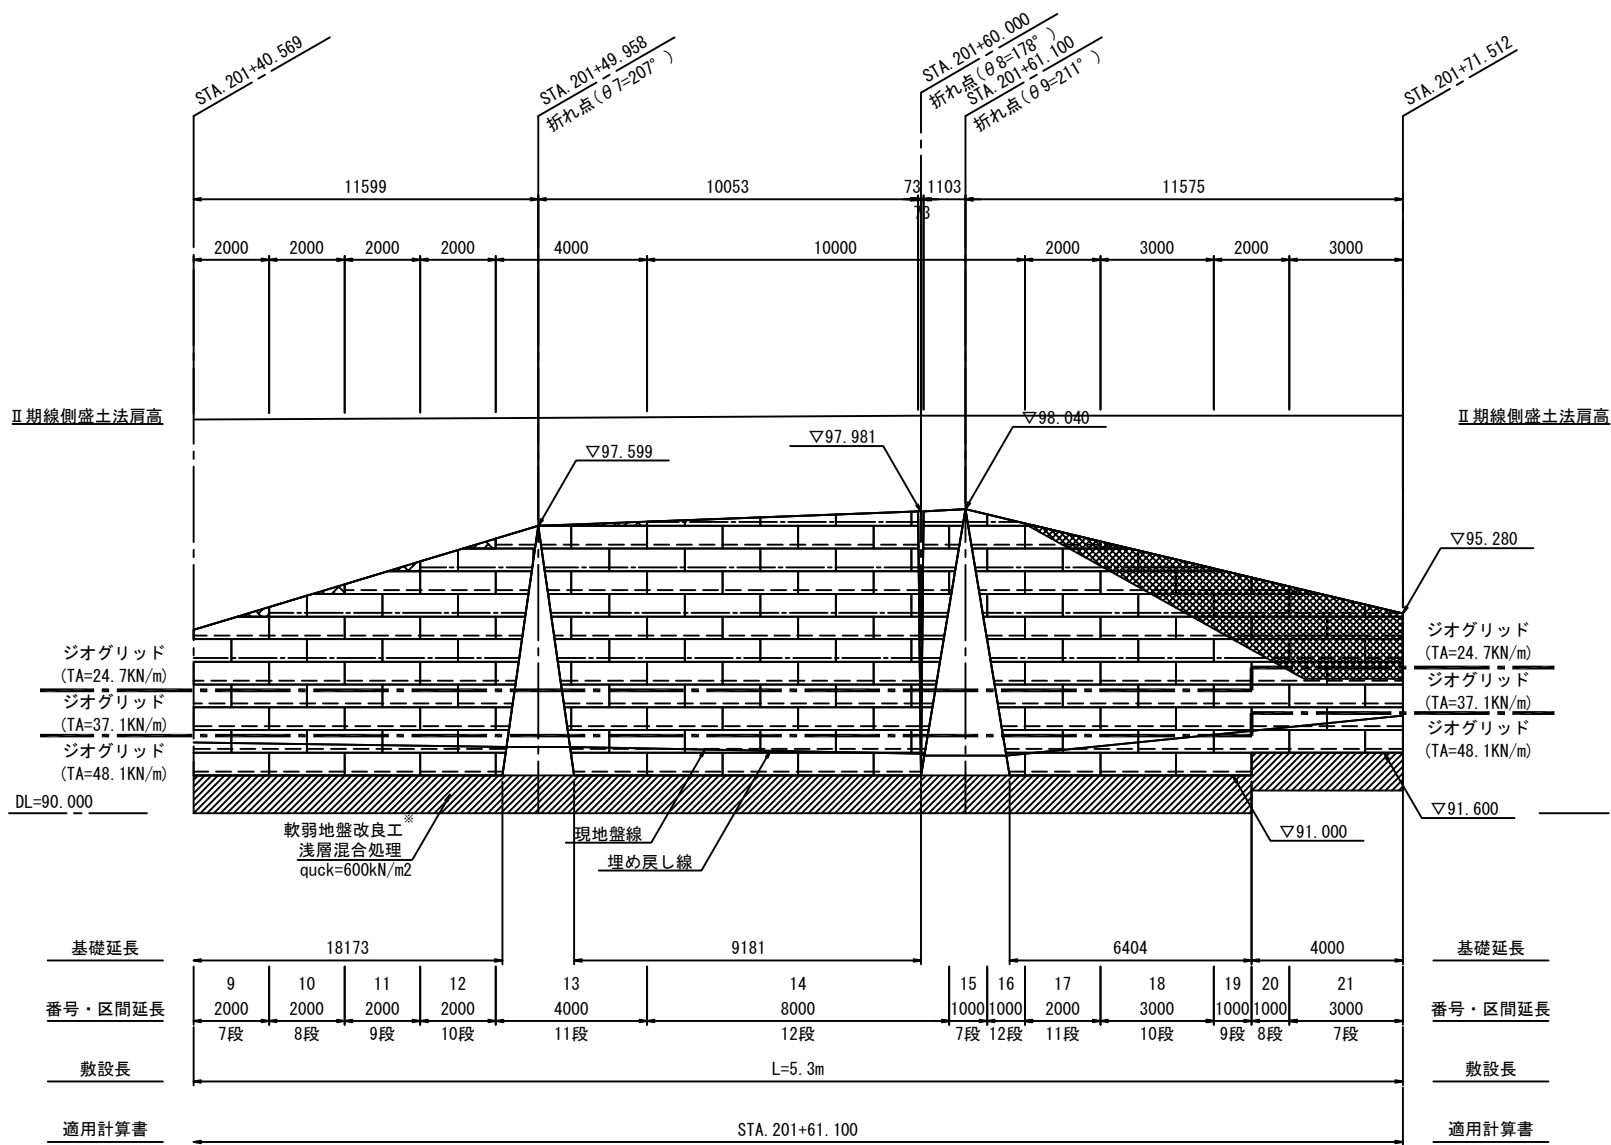 STA.201+40.569
STA.201+49.958
折れ点(θ7=207°)
STA.201+60.000
折れ点(θ8=178°)
STA.201+61.100
折れ点(θ9=211°)
STA.201+71.512
11599
10053
73
1103
11575
73
2000
2000
2000
2000
4000
10000
2000
3000
2000
3000
Ⅱ期線側盛土法肩高
Ⅱ期線側盛土法肩高
▽98.040
▽97.981
▽97.599
▽95.280
ジオグリッド
(TA=24.7KN/m)
ジオグリッド
(TA=37.1KN/m)
ジオグリッド
(TA=48.1KN/m)
ジオグリッド
(TA=24.7KN/m)
ジオグリッド
(TA=37.1KN/m)
ジオグリッド
(TA=48.1KN/m)
DL=90.000
軟弱地盤改良工※
浅層混合処理
quck=600kN/m2
現地盤線
埋め戻し線
▽91.000
▽91.600
基礎延長
18173
9181
6404
4000
基礎延長
9
10
11
12
13
14
15
16
17
18
19
20
21
番号・区間延長
2000
2000
2000
2000
4000
8000
1000
1000
2000
3000
1000
1000
3000
番号・区間延長
7段
8段
9段
10段
11段
12段
7段
12段
11段
10段
9段
8段
7段
敷設長
L=5.3m
敷設長
適用計算書
STA.201+61.100
適用計算書